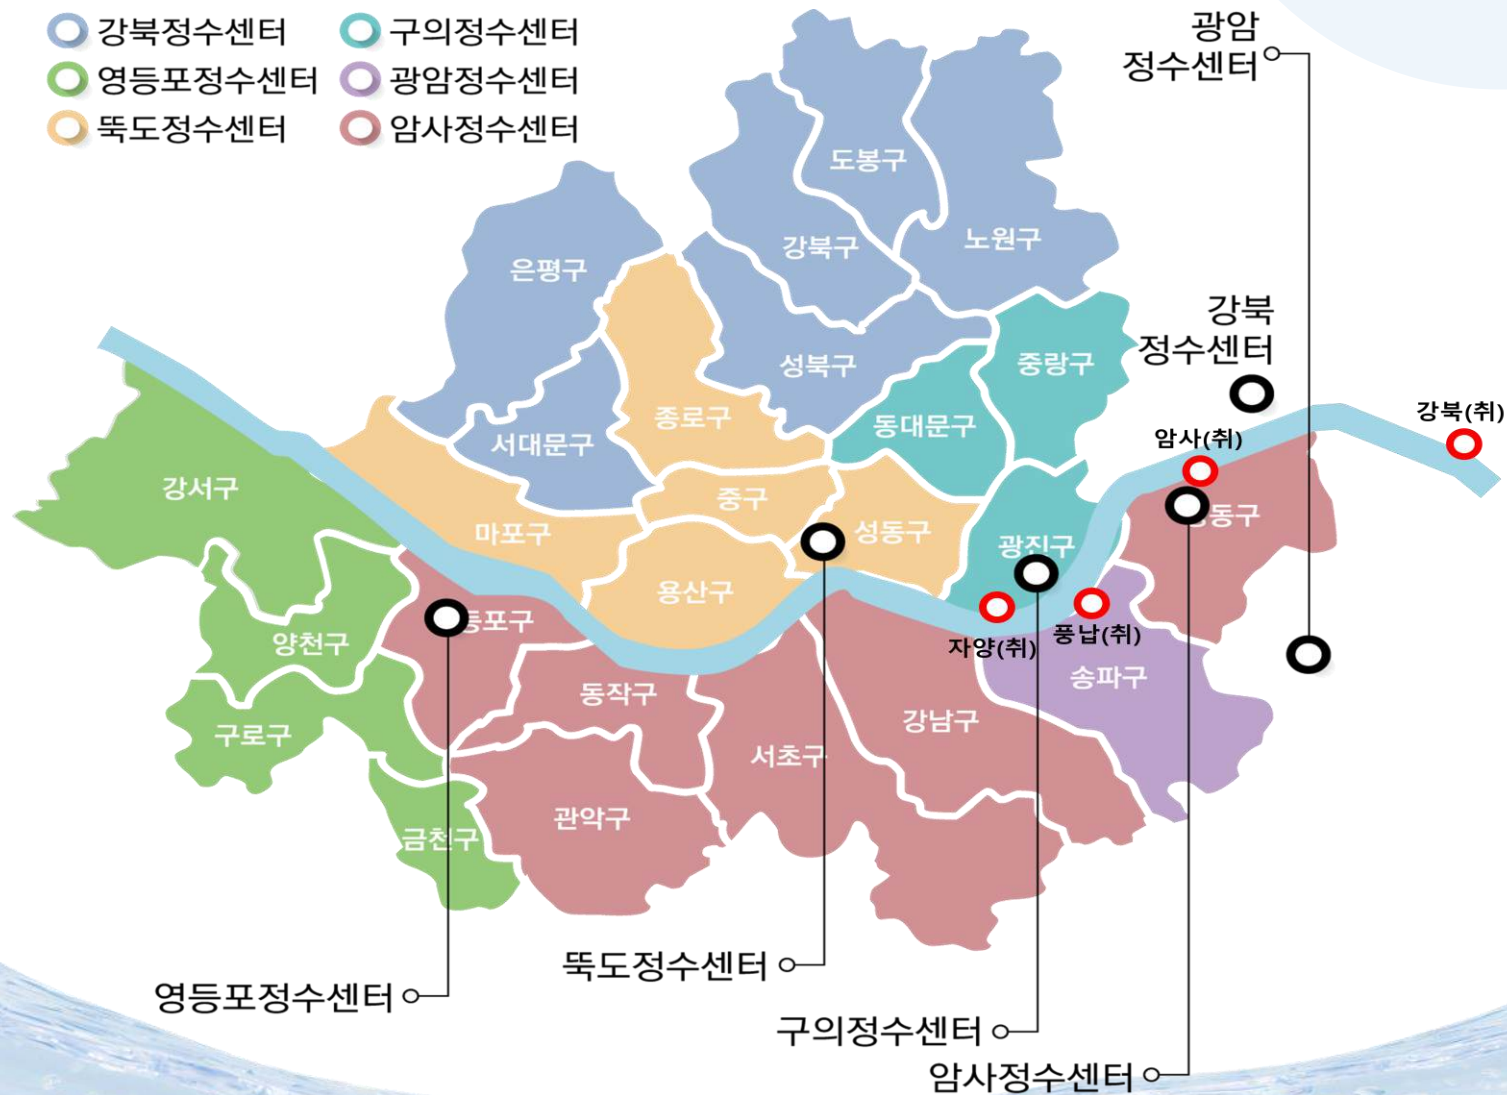 강북정수센터
구의정수센터
영등포정수센터
광암정수센터
뚝도정수센터
암사정수센터
광암
정수센터
도봉구
노원구
강북구
은평구
강북
정수센터
성북구
중랑구
종로구
동대문구
서대문구
강북(취)
암사(취)
강서구
중구
마포구
성동구
동구
광진구
용산구
등포구
양천구
자양(취)
풍납(취)
송파구
동작구
강남구
구로구
서초구
관악구
금천구
뚝도정수센터
영등포정수센터
구의정수센터
암사정수센터